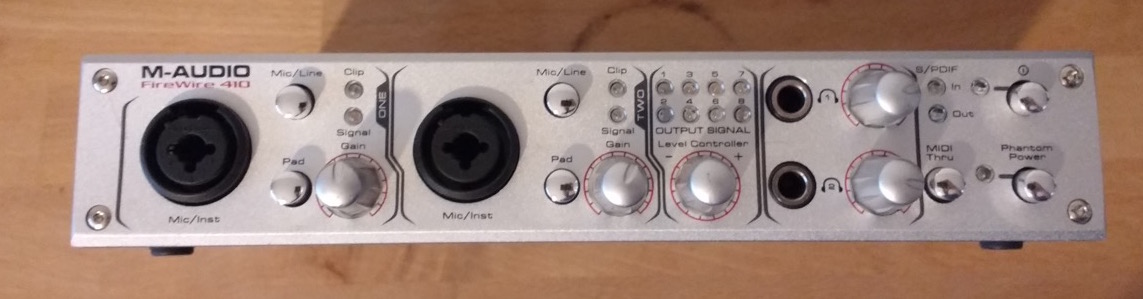 M-AUDIO
FireWire 410
Mic/Line
Clip
Signal
ONE
Pad
Gain
Mic/Inst
Mic/Line
Clip
Signal
TWO
Pad
Gain
Mic/Inst
1 3 5 7
2 4 6 8
OUTPUT SIGNAL
Level Controller
- +
1
2
S/PDIF
In
Out
MIDI
Thru
Phantom
Power